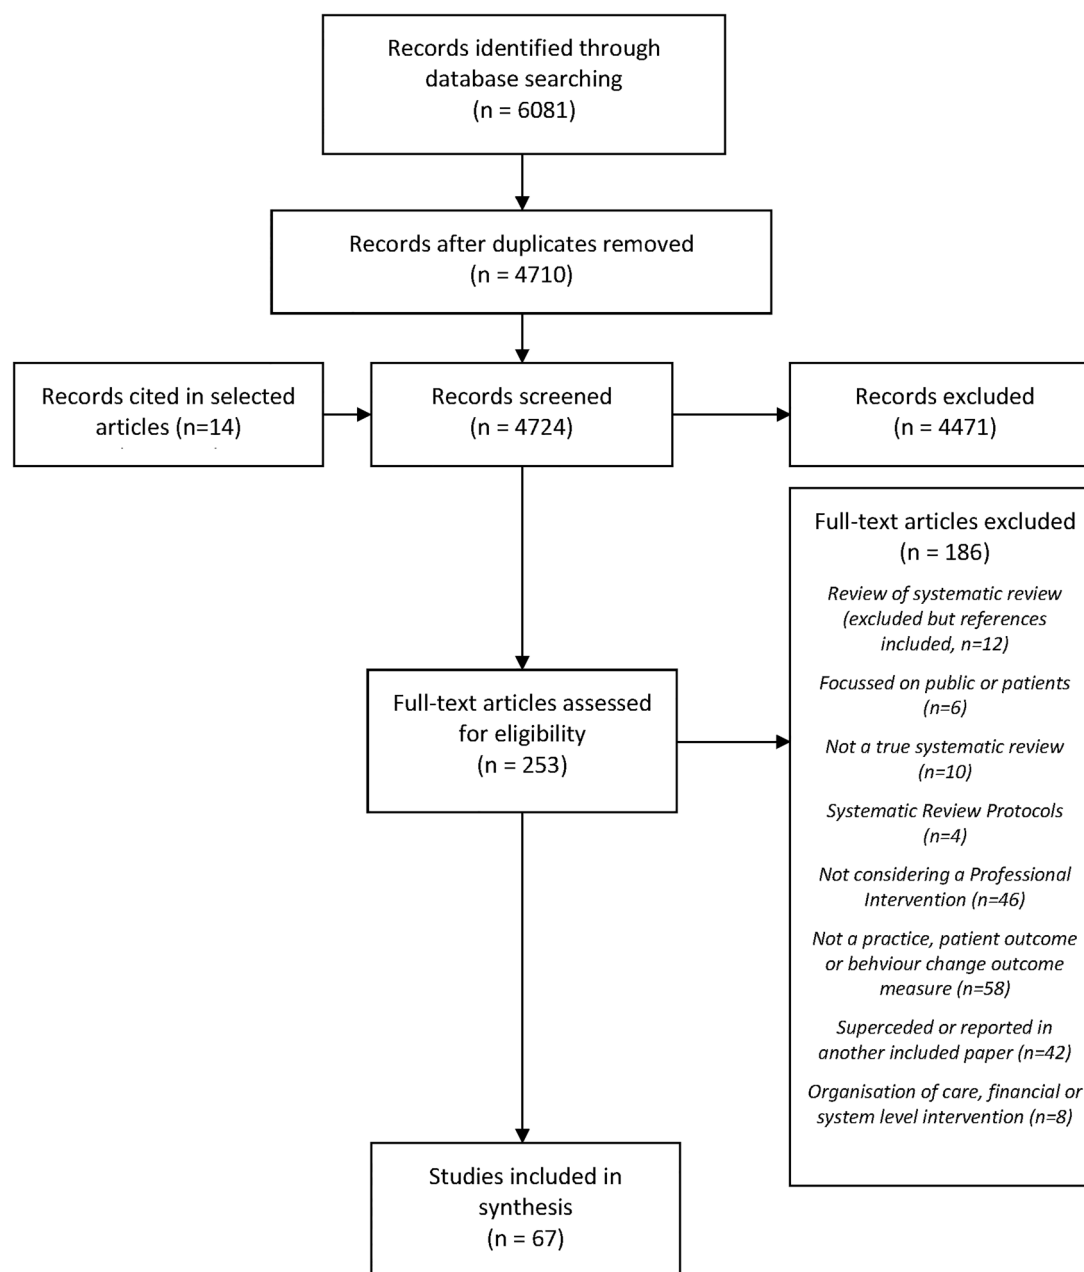 Records identified through
database searching
(n = 6081)
Records after duplicates removed
(n = 4710)
Records cited in selected
articles (n=14)
Records screened
(n = 4724)
Records excluded
(n = 4471)
Full-text articles excluded
(n = 186)
Review of systematic review
(excluded but references
included, n=12)
Focussed on public or patients
(n=6)
Not a true systematic review
(n=10)
Systematic Review Protocols
(n=4)
Not considering a Professional
Intervention (n=46)
Not a practice, patient outcome
or behviour change outcome
measure (n=58)
Superceded or reported in
another included paper (n=42)
Organisation of care, financial or
system level intervention (n=8)
Full-text articles assessed
for eligibility
(n = 253)
Studies included in
synthesis
(n = 67)